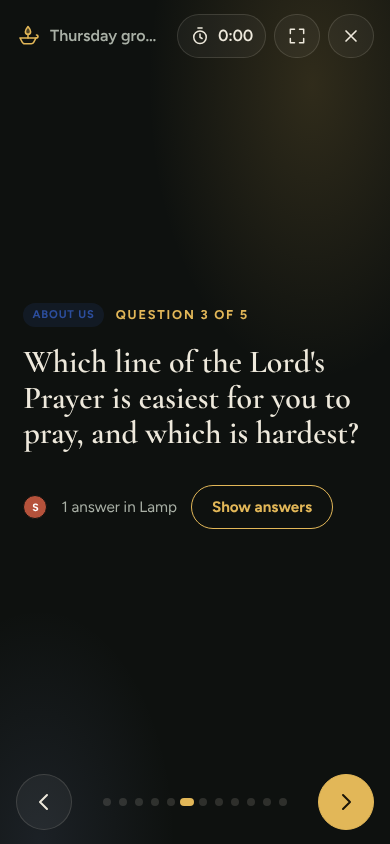 Thursday gro...
0:00
ABOUT US
QUESTION 3 OF 5
Which line of the Lord's
Prayer is easiest for you to
pray, and which is hardest?
S
1 answer in Lamp
Show answers